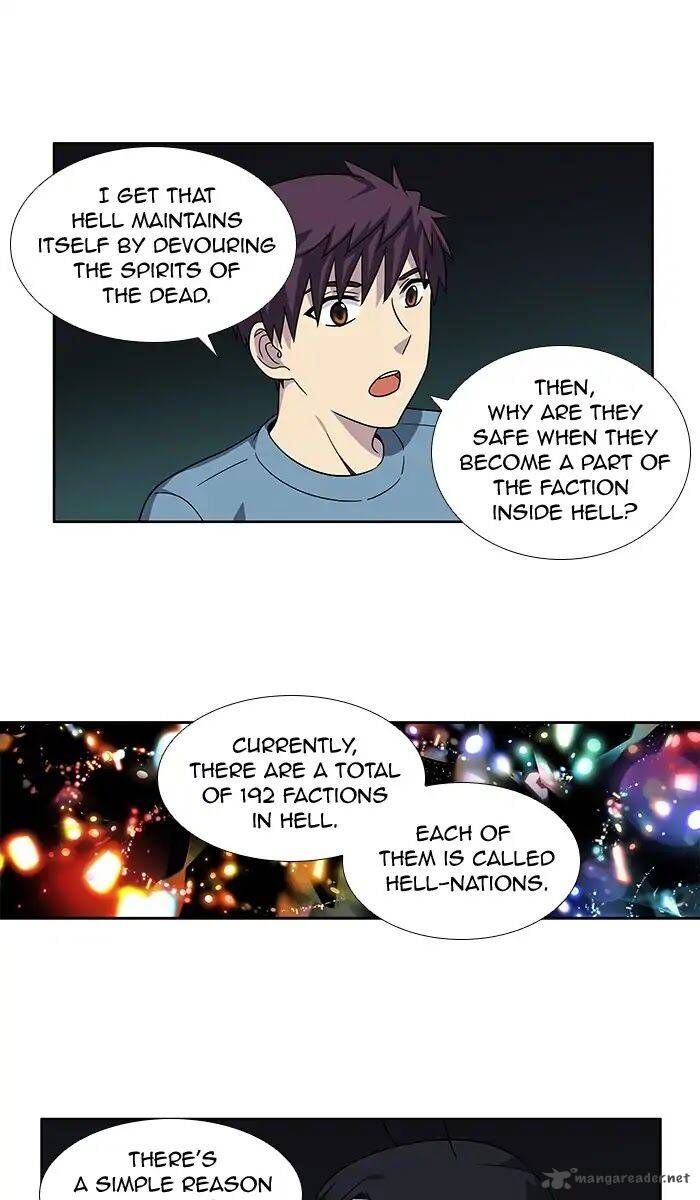 I GET THAT
HELL MAINTAINS
ITSELF BY DEVOURING
THE SPIRITS OF
THE DEAD.
THEN,
WHY ARE THEY
SAFE WHEN THEY
BECOME A PART OF
THE FACTION
INSIDE HELL?
CURRENTLY,
THERE ARE A TOTAL
OF 192 FACTIONS
IN HELL.
EACH OF
THEM IS CALLED
HELL-NATIONS.
THERE'S
A SIMPLE REASON
mangareader.net